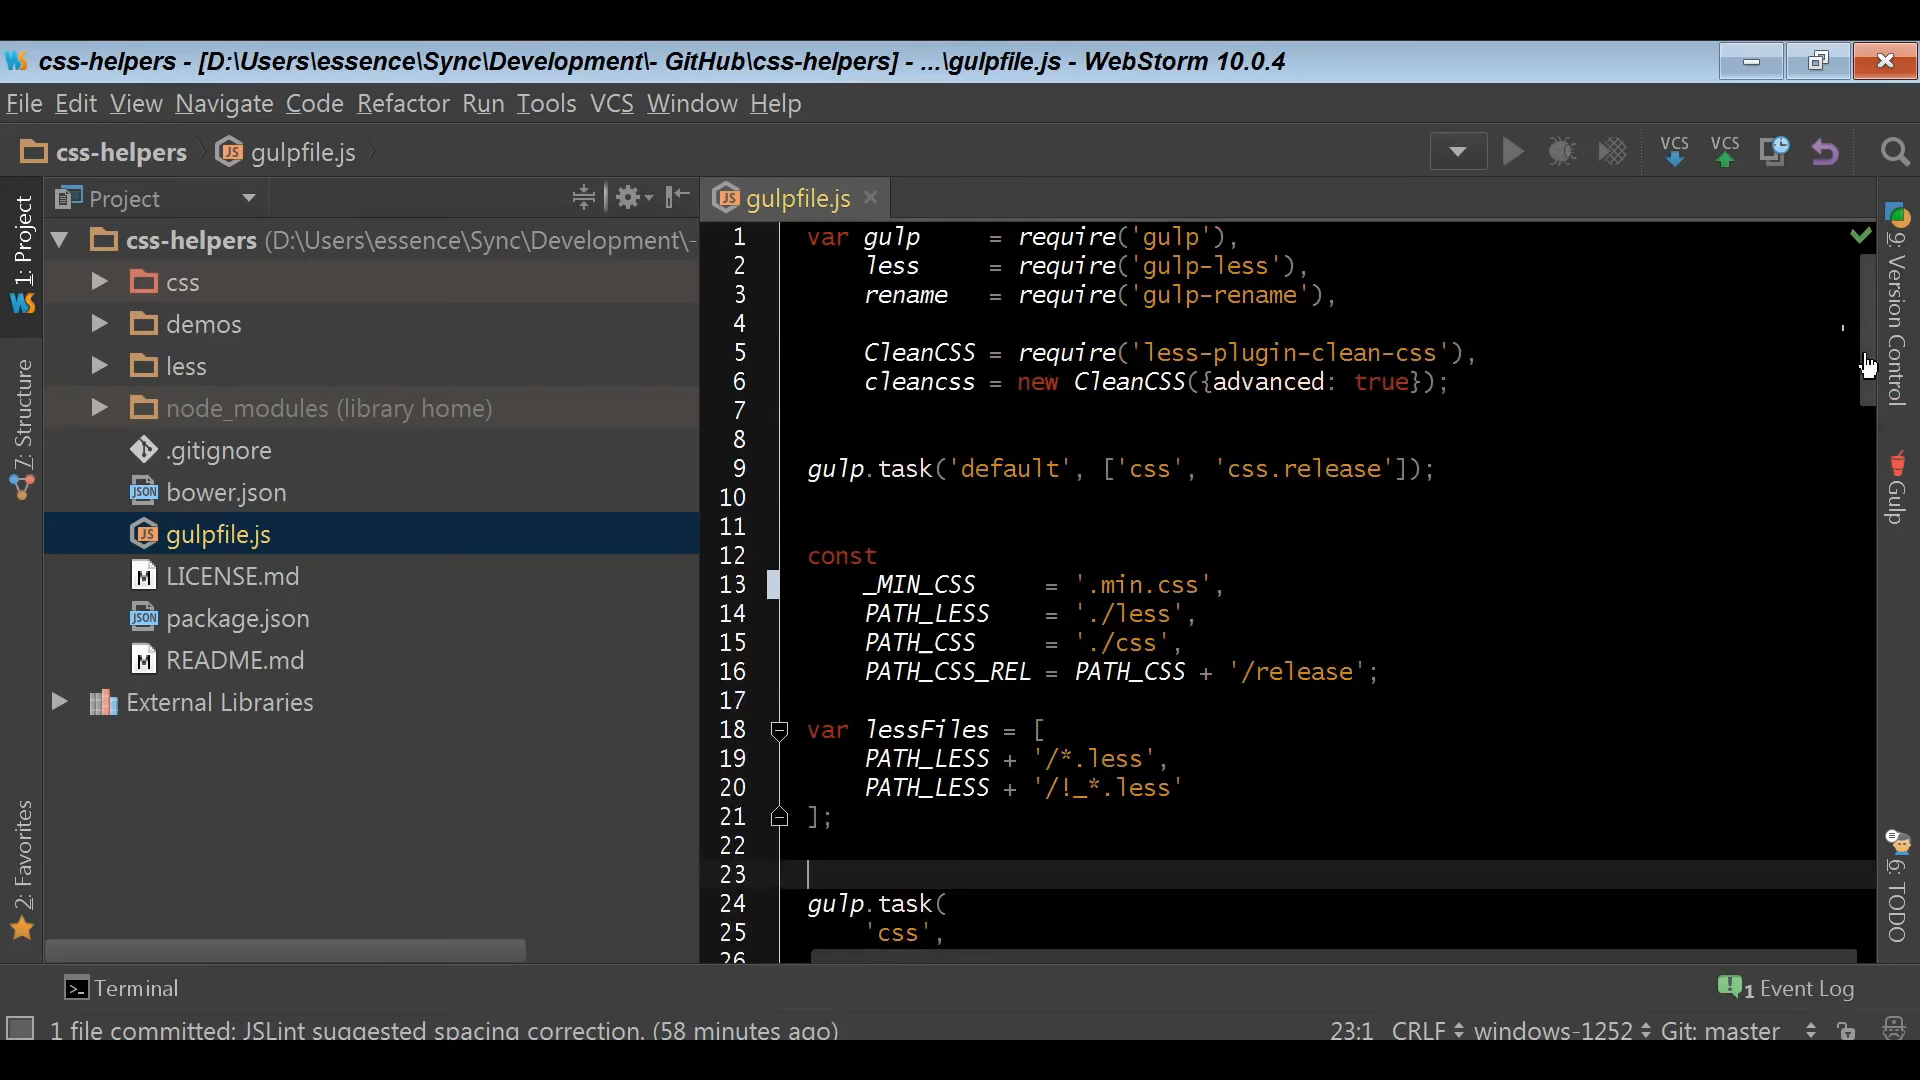 css-helpers - [D:\Users\essence\Sync\Development\- GitHub\css-helpers] - ...\gulpfile.js - WebStorm 10.0.4
File Edit View Navigate Code Refactor Run Tools VCS Window Help
css-helpers gulpfile.js VCS VCS
1: Project
7: Structure
2: Favorites
Project
css-helpers (D:\Users\essence\Sync\Development\-
css
demos
less
node_modules (library home)
.gitignore
bower.json
gulpfile.js
LICENSE.md
package.json
README.md
External Libraries
gulpfile.js
1 var gulp = require('gulp'),
2 less = require('gulp-less'),
3 rename = require('gulp-rename'),
4
5 CleanCSS = require('less-plugin-clean-css'),
6 cleancss = new CleanCSS({advanced: true});
7
8
9 gulp.task('default', ['css', 'css.release']);
10
11
12 const
13 _MIN_CSS = '.min.css',
14 PATH_LESS = './less',
15 PATH_CSS = './css',
16 PATH_CSS_REL = PATH_CSS + '/release';
17
18 var lessFiles = [
19 PATH_LESS + '/*.less',
20 PATH_LESS + '/!_*.less'
21 ];
22
23
24 gulp.task(
25 'css',
26
9: Version Control
Gulp
6: TODO
Terminal
1 Event Log
1 file committed: JSLint suggested spacing correction. (58 minutes ago)
23:1 CRLF windows-1252 Git: master